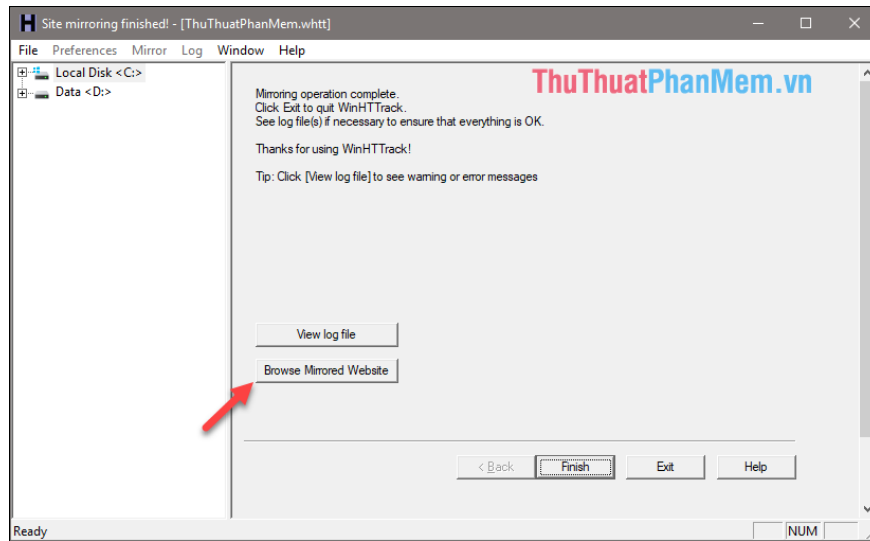 Site mirroring finished! - [ThuThuatPhanMem.whtt]
File Preferences Mirror Log Window Help
Local Disk <C:>
Data <D:>
ThuThuatPhanMem.vn
Mirroring operation complete.
Click Exit to quit WinHTTrack.
See log file(s) if necessary to ensure that everything is OK.
Thanks for using WinHTTrack!
Tip: Click [View log file] to see warning or error messages
View log file
Browse Mirrored Website
< Back Finish Exit Help
Ready NUM